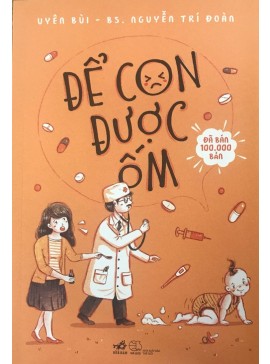 UYÊN BÙI - BS. NGUYỄN TRÍ ĐOÀN
ĐỂ CON
ĐƯỢC
ỐM
ĐÃ BÁN
100.000
BẢN